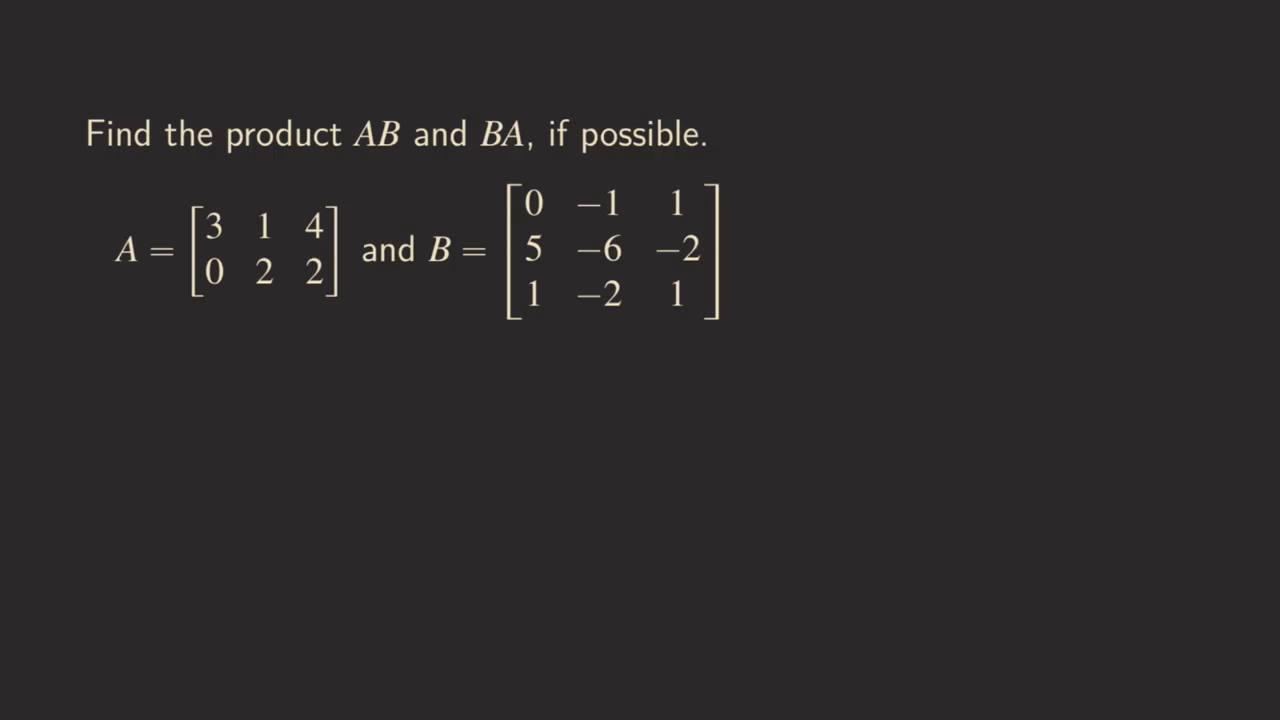 Find the product AB and BA, if possible.
A = [3 1 4; 0 2 2] and B = [0 −1 1; 5 −6 −2; 1 −2 1]